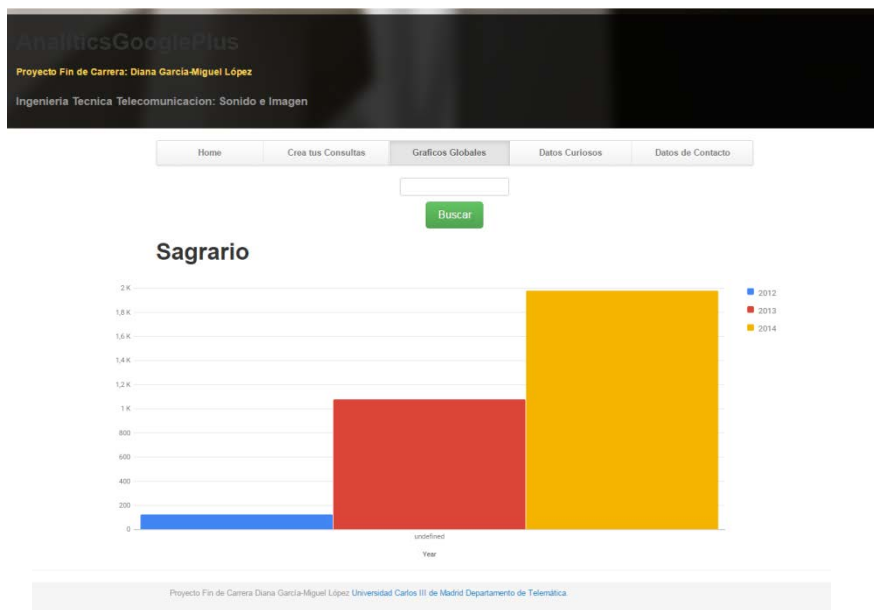 AnaliticsGooglePlus
Proyecto Fin de Carrera: Diana García-Miguel López
Ingenieria Tecnica Telecomunicacion: Sonido e Imagen
Home Crea tus Consultas Graficos Globales Datos Curiosos Datos de Contacto
Buscar
Sagrario
2 K
1,8 K
1,6 K
1,4 K
1,2 K
1 K
800
600
400
200
0
2012
2013
2014
undefined
Year
Proyecto Fin de Carrera Diana García-Miguel López Universidad Carlos III de Madrid Departamento de Telemática